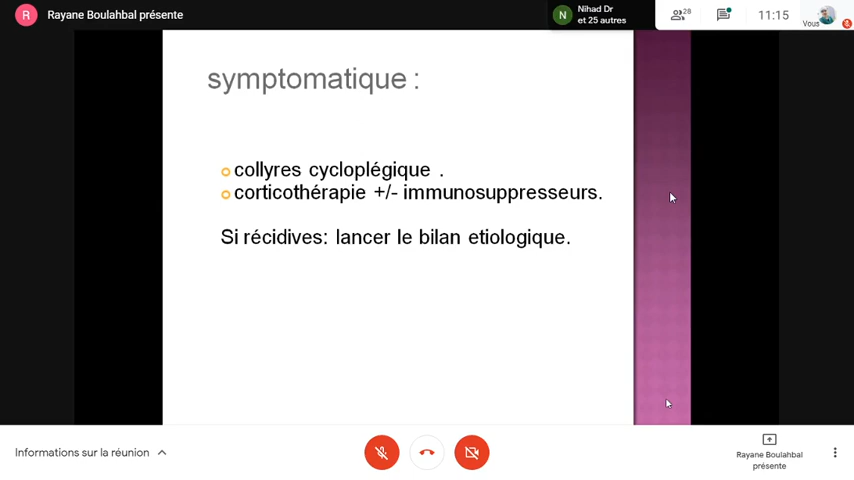 R Rayane Boulahbal présente
N Nihad Dr
et 25 autres
28
11:15
Vous
symptomatique :
collyres cycloplégique .
corticothérapie +/- immunosuppresseurs.
Si récidives: lancer le bilan etiologique.
Informations sur la réunion
Rayane Boulahbal
présente